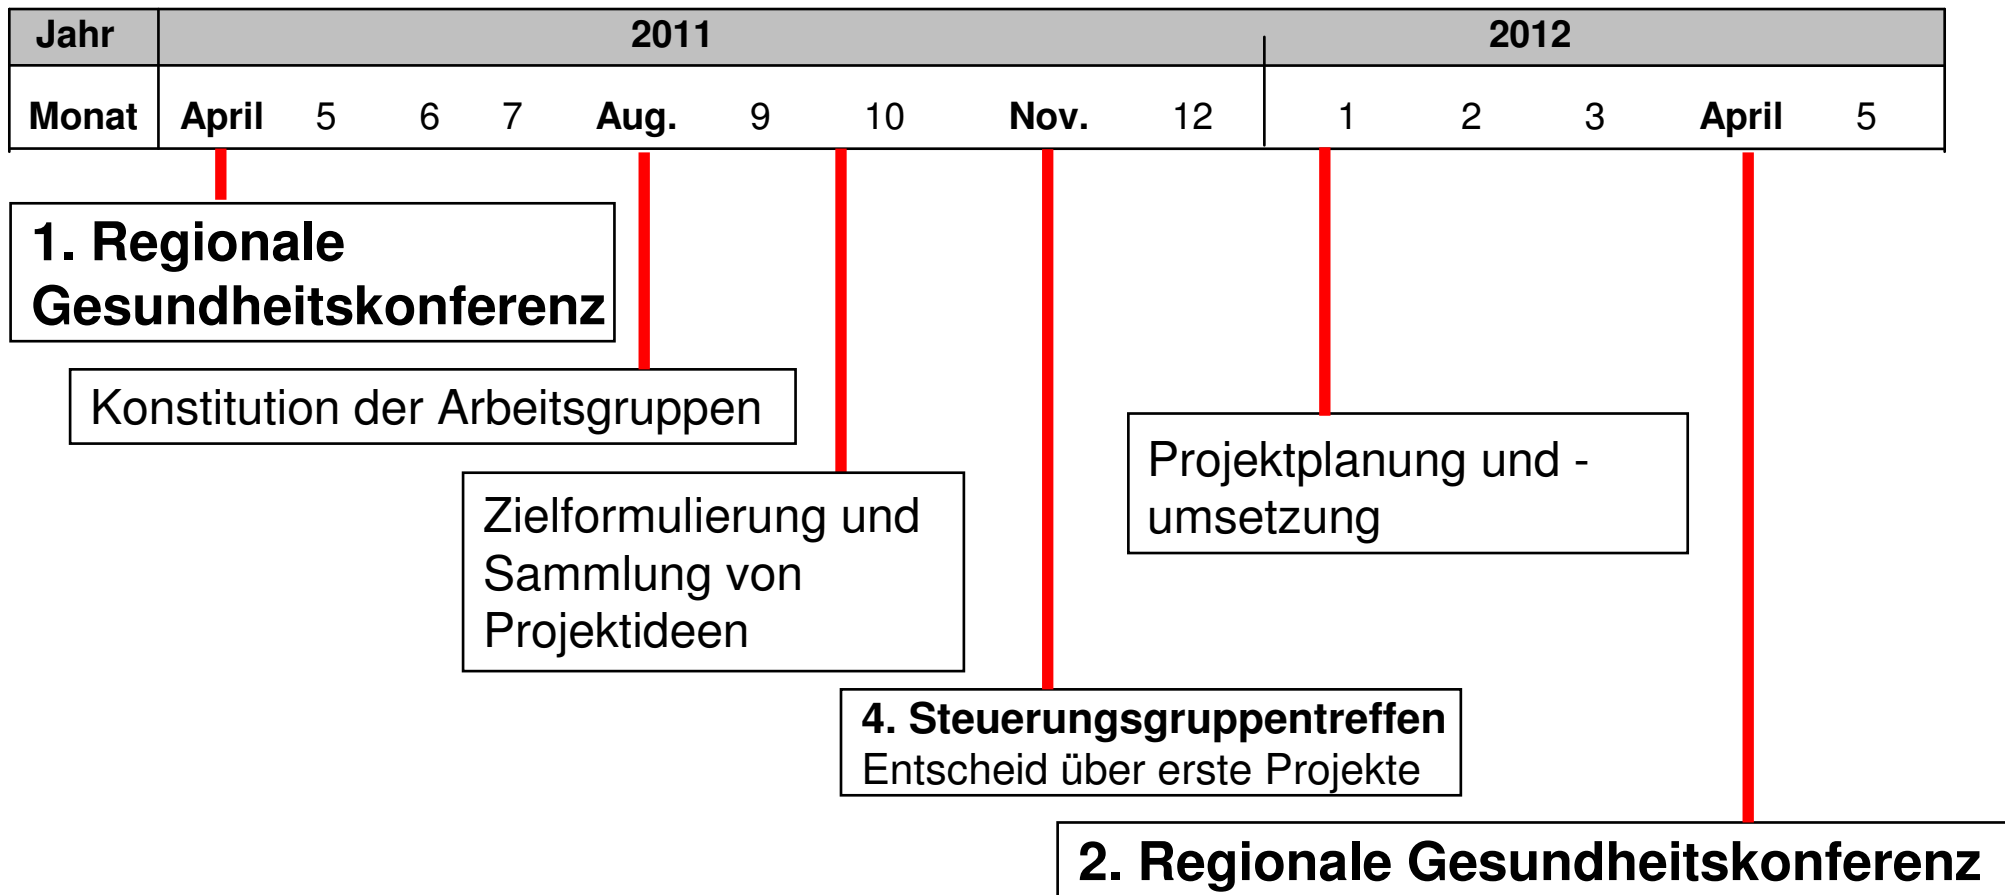 Jahr 2011 2012
Monat April 5 6 7 Aug. 9 10 Nov. 12 1 2 3 April 5
1. Regionale
Gesundheitskonferenz
Konstitution der Arbeitsgruppen
Zielformulierung und
Sammlung von
Projektideen
Projektplanung und -
umsetzung
4. Steuerungsgruppentreffen
Entscheid über erste Projekte
2. Regionale Gesundheitskonferenz